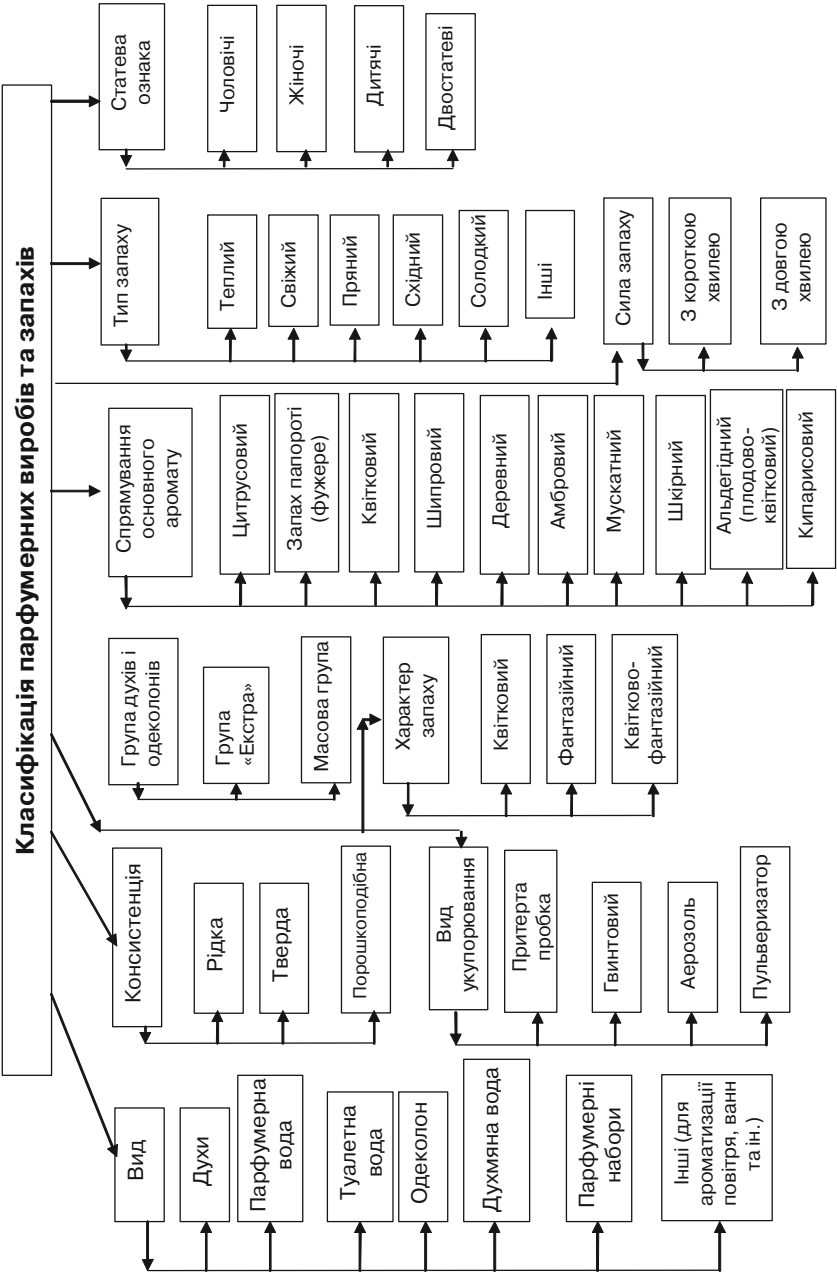 Класифікація парфумерних виробів та запахів
Вид
Духи
Парфумерна
вода
Туалетна
вода
Одеколон
Духмяна вода
Парфумерні
набори
Інші (для
ароматизації
повітря, ванн
та ін.)
Консистенція
Рідка
Тверда
Порошкоподібна
Вид
укупорювання
Притерта
пробка
Гвинтовий
Аерозоль
Пульверизатор
Група духів і
одеколонів
Група
«Екстра»
Масова група
Характер
запаху
Квітковий
Фантазійний
Квітково-
фантазійний
Спрямування
основного
аромату
Цитрусовий
Запах папороті
(фужере)
Квітковий
Шипровий
Деревний
Амбровий
Мускатний
Шкірний
Альдегідний
(плодово-
квітковий)
Кипарисовий
Тип запаху
Теплий
Свіжий
Пряний
Східний
Солодкий
Інші
Сила запаху
З короткою
хвилею
З довгою
хвилею
Статева
ознака
Чоловічі
Жіночі
Дитячі
Двостатеві